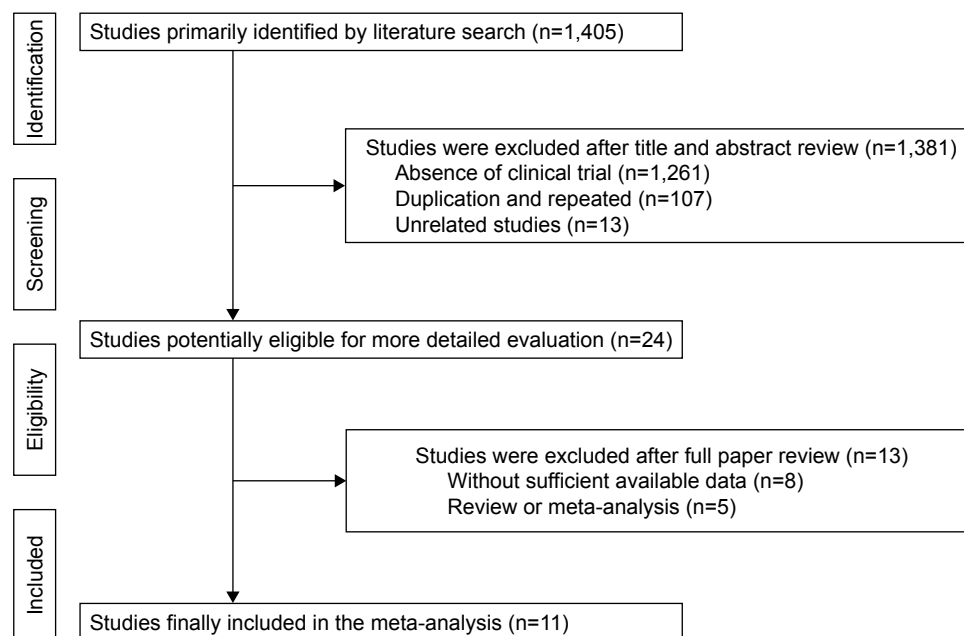 Identification
Studies primarily identified by literature search (n=1,405)
Studies were excluded after title and abstract review (n=1,381)
Absence of clinical trial (n=1,261)
Duplication and repeated (n=107)
Unrelated studies (n=13)
Screening
Studies potentially eligible for more detailed evaluation (n=24)
Eligibility
Studies were excluded after full paper review (n=13)
Without sufficient available data (n=8)
Review or meta-analysis (n=5)
Included
Studies finally included in the meta-analysis (n=11)